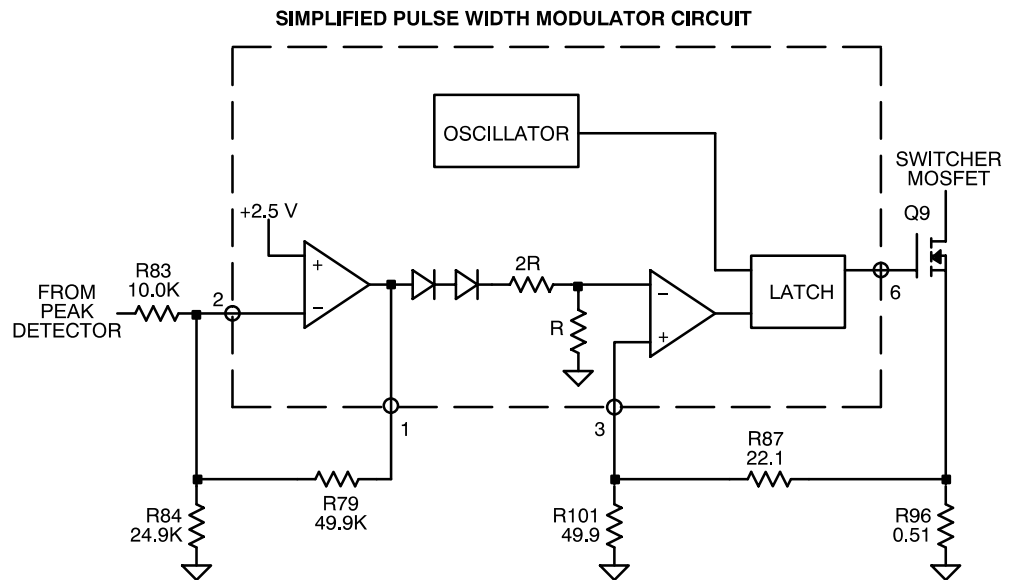 SIMPLIFIED PULSE WIDTH MODULATOR CIRCUIT
OSCILLATOR
SWITCHER
MOSFET
Q9
+2.5 V
+
−
R83
10.0K
FROM
PEAK
DETECTOR
2
2R
R
−
+
LATCH
6
1
3
R79
49.9K
R84
24.9K
R87
22.1
R101
49.9
R96
0.51